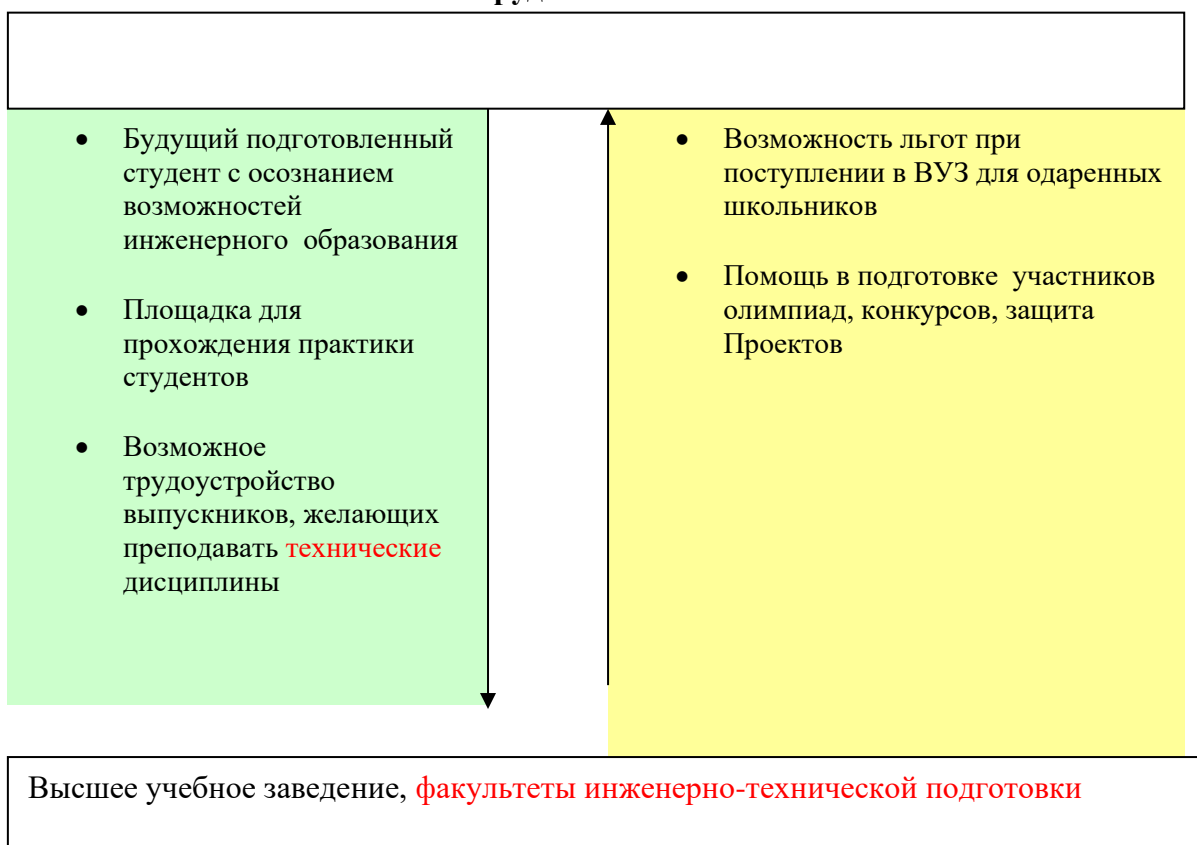 Будущий подготовленный
студент с осознанием
возможностей
инженерного образования
Площадка для
прохождения практики
студентов
Возможное
трудоустройство
выпускников, желающих
преподавать технические
дисциплины
Возможность льгот при
поступлении в ВУЗ для одаренных
школьников
Помощь в подготовке участников
олимпиад, конкурсов, защита
Проектов
Высшее учебное заведение, факультеты инженерно-технической подготовки